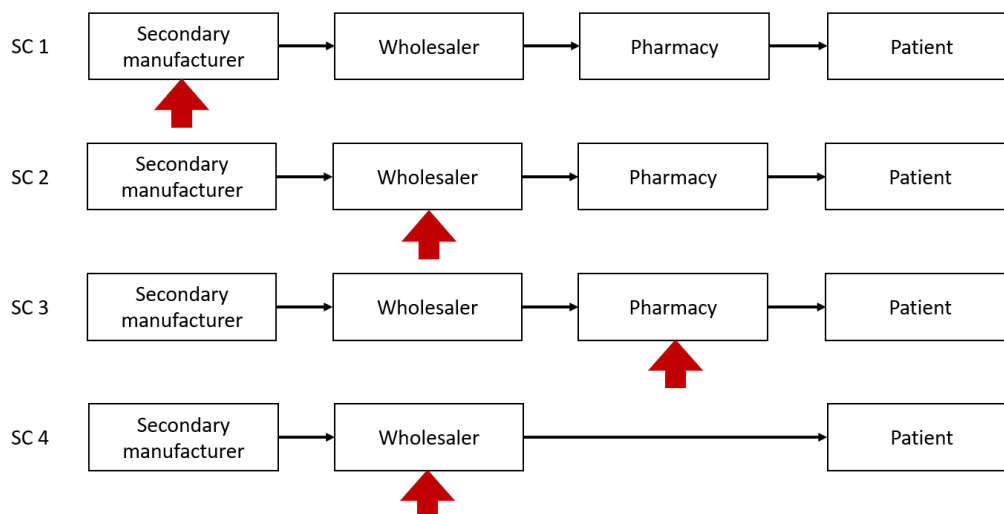 SC 1
Secondary
manufacturer
Wholesaler
Pharmacy
Patient
SC 2
Secondary
manufacturer
Wholesaler
Pharmacy
Patient
SC 3
Secondary
manufacturer
Wholesaler
Pharmacy
Patient
SC 4
Secondary
manufacturer
Wholesaler
Patient